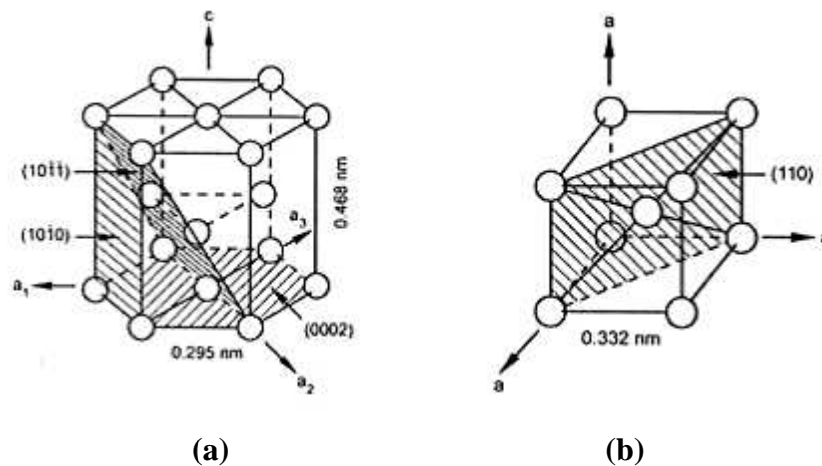 c
a
(101̄1̄)
(101̄0)
a₃
0.468 nm
(110)
a₁
(0002)
0.295 nm
a₂
0.332 nm
a
(a)
(b)